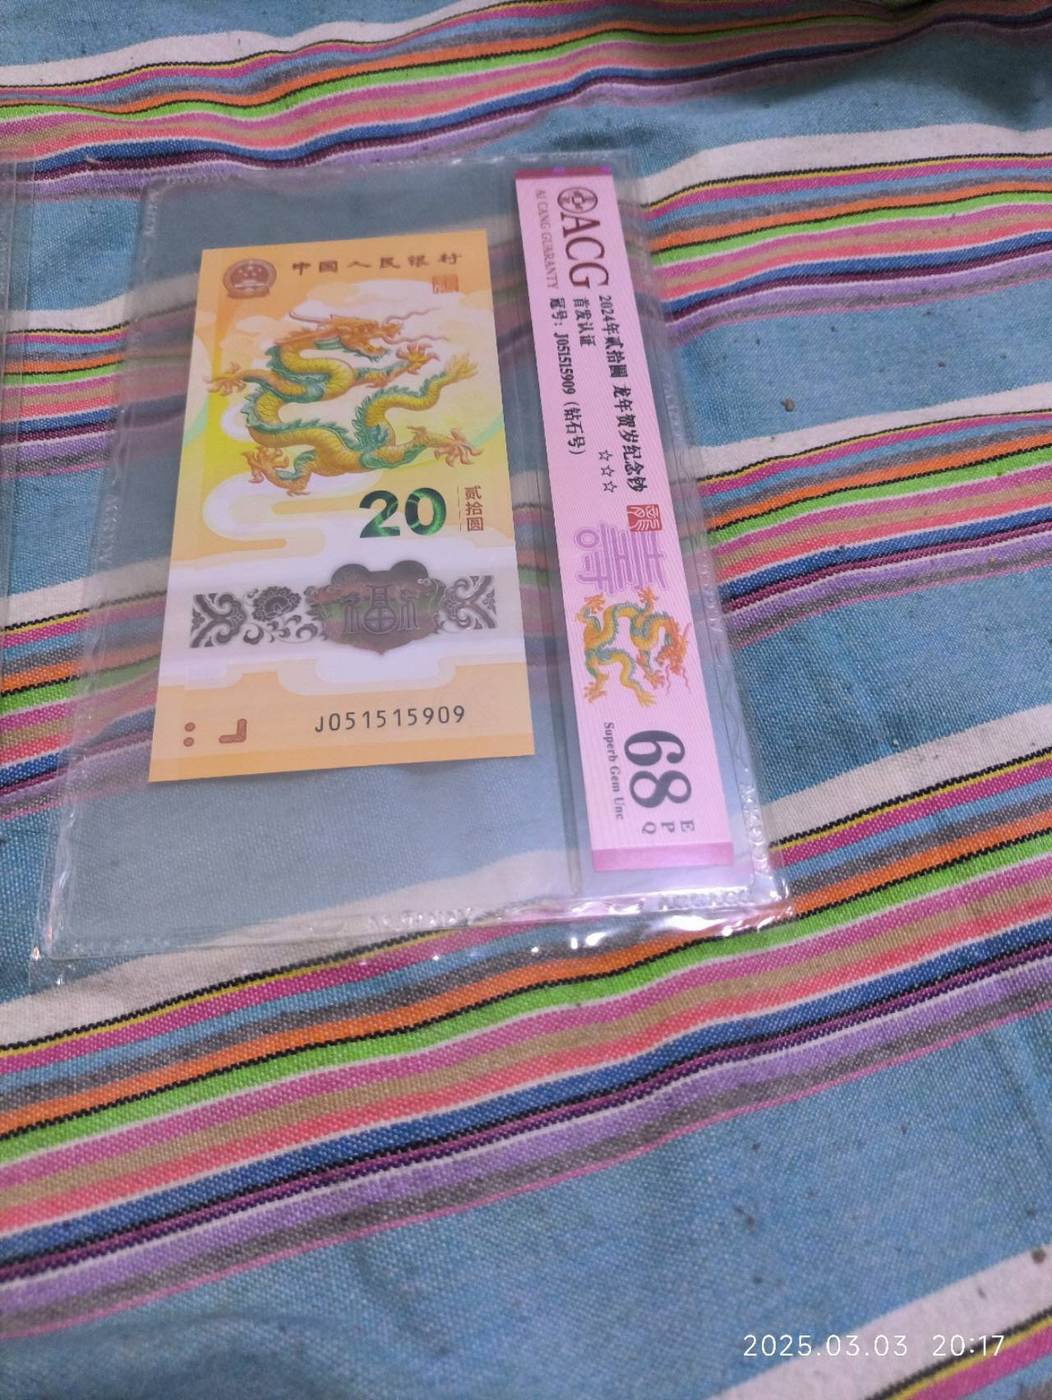 中国人民银行
20
贰拾圆
福
J051515909
ACG
AI CANG GUARANTY
2024年贰拾圆 龙年贺岁纪念钞
首发认证
冠号：J051515909（钻石号）
☆☆☆
壽
68
E
P
Q
Superb Gem Unc
2025.03.03 20:17